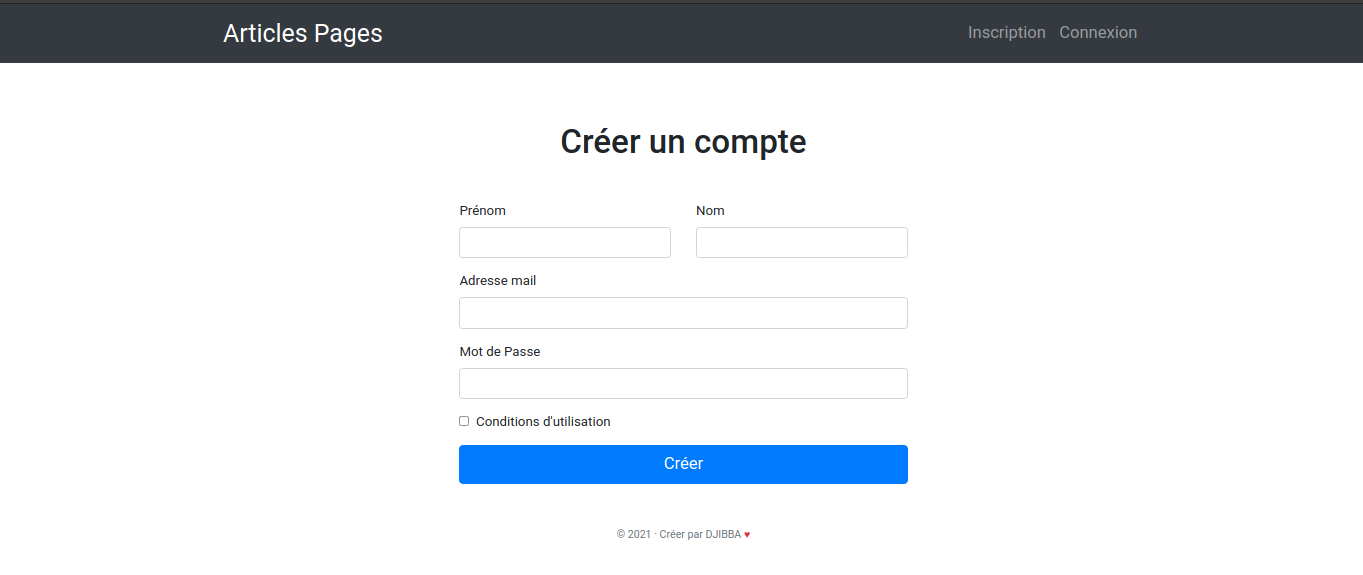 Articles Pages Inscription Connexion
Créer un compte
Prénom Nom
Adresse mail
Mot de Passe
Conditions d'utilisation
Créer
© 2021 · Créer par DJIBBA ♥